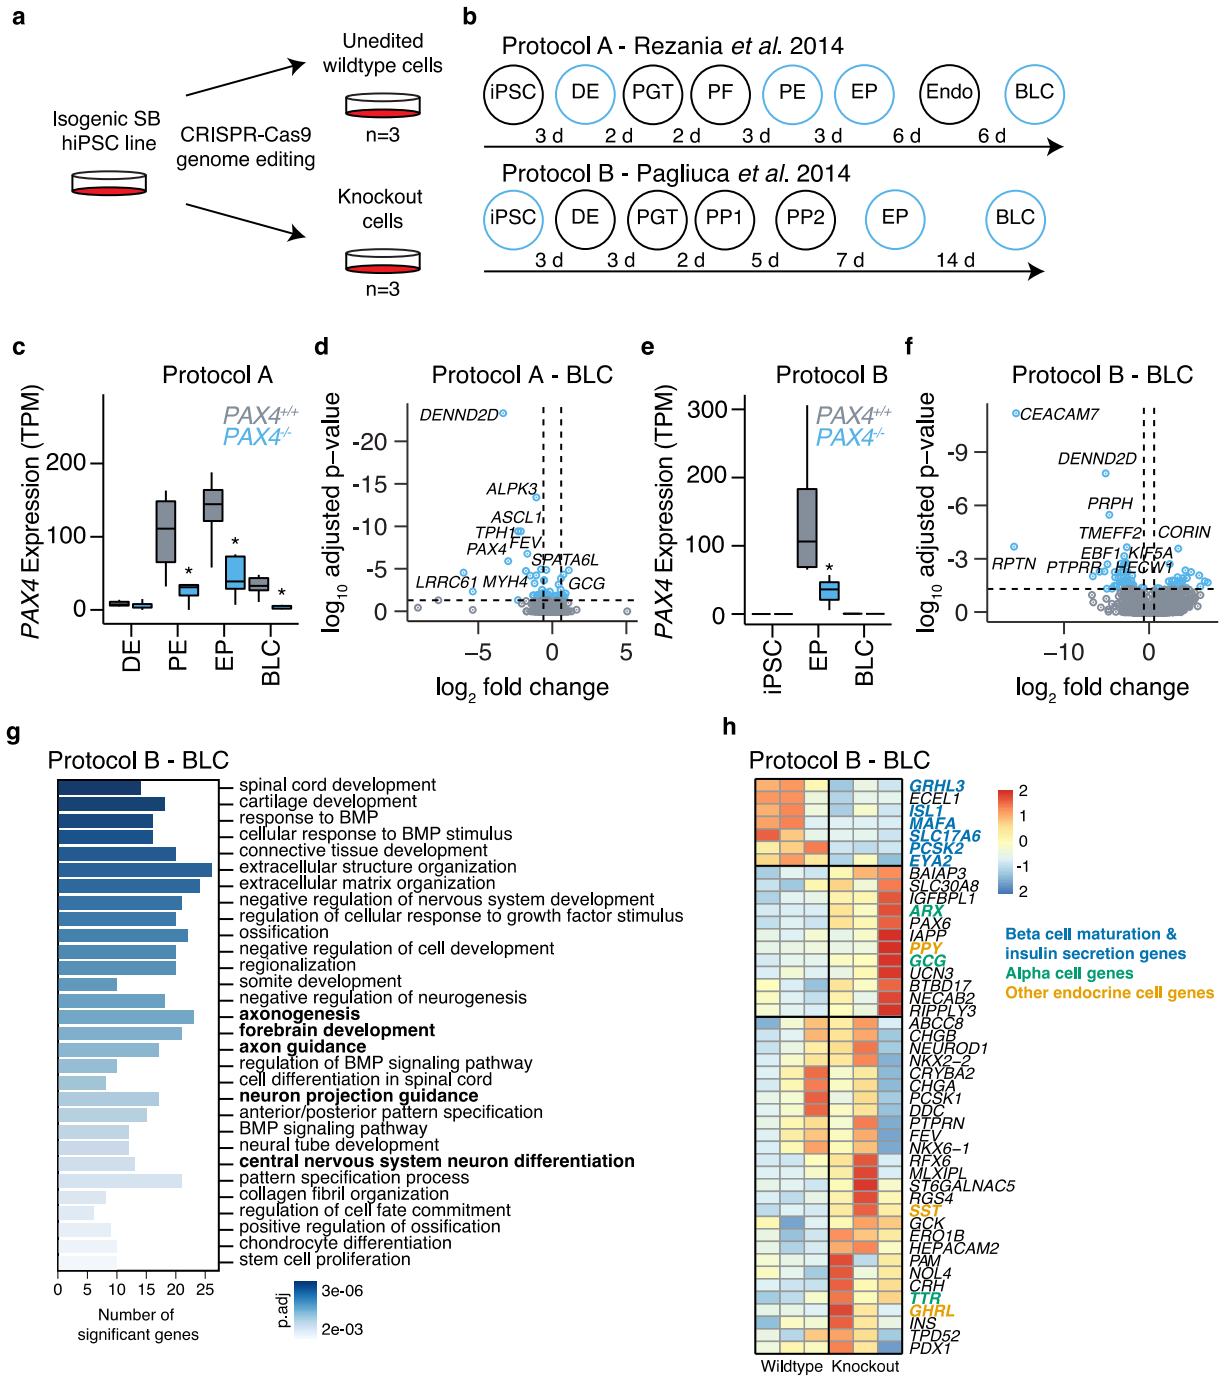 a
Unedited
wildtype cells
n=3
Isogenic SB
hiPSC line
CRISPR-Cas9
genome editing
Knockout
cells
n=3
b
Protocol A - Rezania et al. 2014
iPSC DE PGT PF PE EP Endo BLC
3 d 2 d 2 d 3 d 3 d 6 d 6 d
Protocol B - Pagliuca et al. 2014
iPSC DE PGT PP1 PP2 EP BLC
3 d 3 d 2 d 5 d 7 d 14 d
c
Protocol A
PAX4 Expression (TPM)
PAX4+/+
PAX4-/-
200
100
0
* * *
DE PE EP BLC
d
Protocol A - BLC
log10 adjusted p-value
-20
-15
-10
-5
0
DENND2D
ALPK3
ASCL1
TPH1
FEV
PAX4
SPATA6L
LRRC61
MYH4
GCG
−5 0 5
log2 fold change
e
Protocol B
PAX4 Expression (TPM)
PAX4+/+
PAX4-/-
300
200
100
0
*
iPSC EP BLC
f
Protocol B - BLC
log10 adjusted p-value
-9
-6
-3
0
CEACAM7
DENND2D
PRPH
TMEFF2
CORIN
EBF1
KIF5A
RPTN
PTPRR
HECW1
−10 0
log2 fold change
g
Protocol B - BLC
spinal cord development
cartilage development
response to BMP
cellular response to BMP stimulus
connective tissue development
extracellular structure organization
extracellular matrix organization
negative regulation of nervous system development
regulation of cellular response to growth factor stimulus
ossification
negative regulation of cell development
regionalization
somite development
negative regulation of neurogenesis
axonogenesis
forebrain development
axon guidance
regulation of BMP signaling pathway
cell differentiation in spinal cord
neuron projection guidance
anterior/posterior pattern specification
BMP signaling pathway
neural tube development
central nervous system neuron differentiation
pattern specification process
collagen fibril organization
regulation of cell fate commitment
positive regulation of ossification
chondrocyte differentiation
stem cell proliferation
0 5 10 15 20 25
Number of
significant genes
p.adj
3e-06
2e-03
h
Protocol B - BLC
GRHL3
ECEL1
ISL1
MAFA
SLC17A6
PCSK2
EYA2
BAIAP3
SLC30A8
IGFBPL1
ARX
PAX6
IAPP
PPY
GCG
UCN3
BTBD17
NECAB2
RIPPLY3
ABCC8
CHGB
NEUROD1
NKX2-2
CRYBA2
CHGA
PCSK1
DDC
PTPRN
FEV
NKX6-1
RFX6
MLXIPL
ST6GALNAC5
RGS4
SST
GCK
ERO1B
HEPACAM2
PAM
NOL4
CRH
TTR
GHRL
INS
TPD52
PDX1
Wildtype Knockout
2
1
0
-1
2
Beta cell maturation &
insulin secretion genes
Alpha cell genes
Other endocrine cell genes